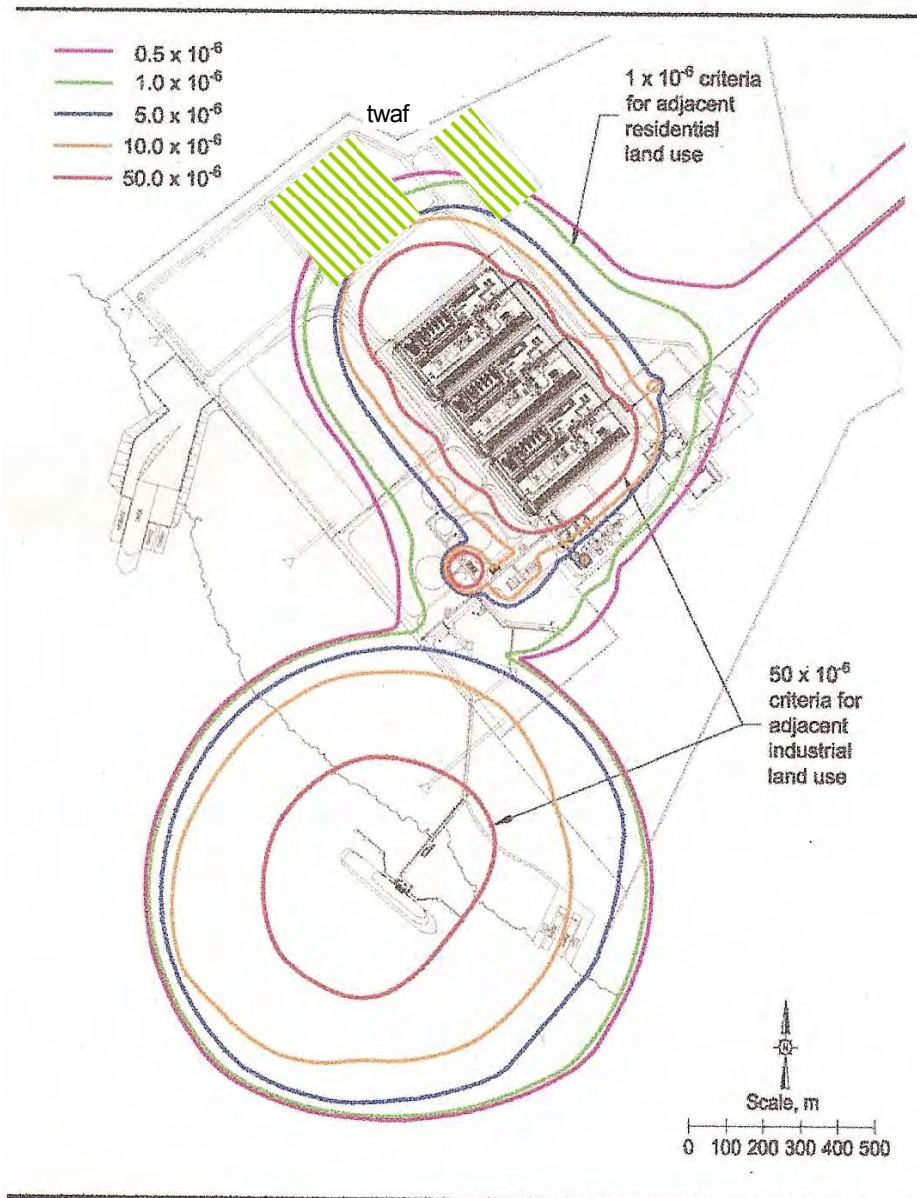 0.5 x 10⁻⁶
1.0 x 10⁻⁶
5.0 x 10⁻⁶
10.0 x 10⁻⁶
50.0 x 10⁻⁶
twaf
1 x 10⁻⁶ criteria
for adjacent
residential
land use
50 x 10⁻⁶
criteria for
adjacent
industrial
land use
N
Scale, m
0 100 200 300 400 500